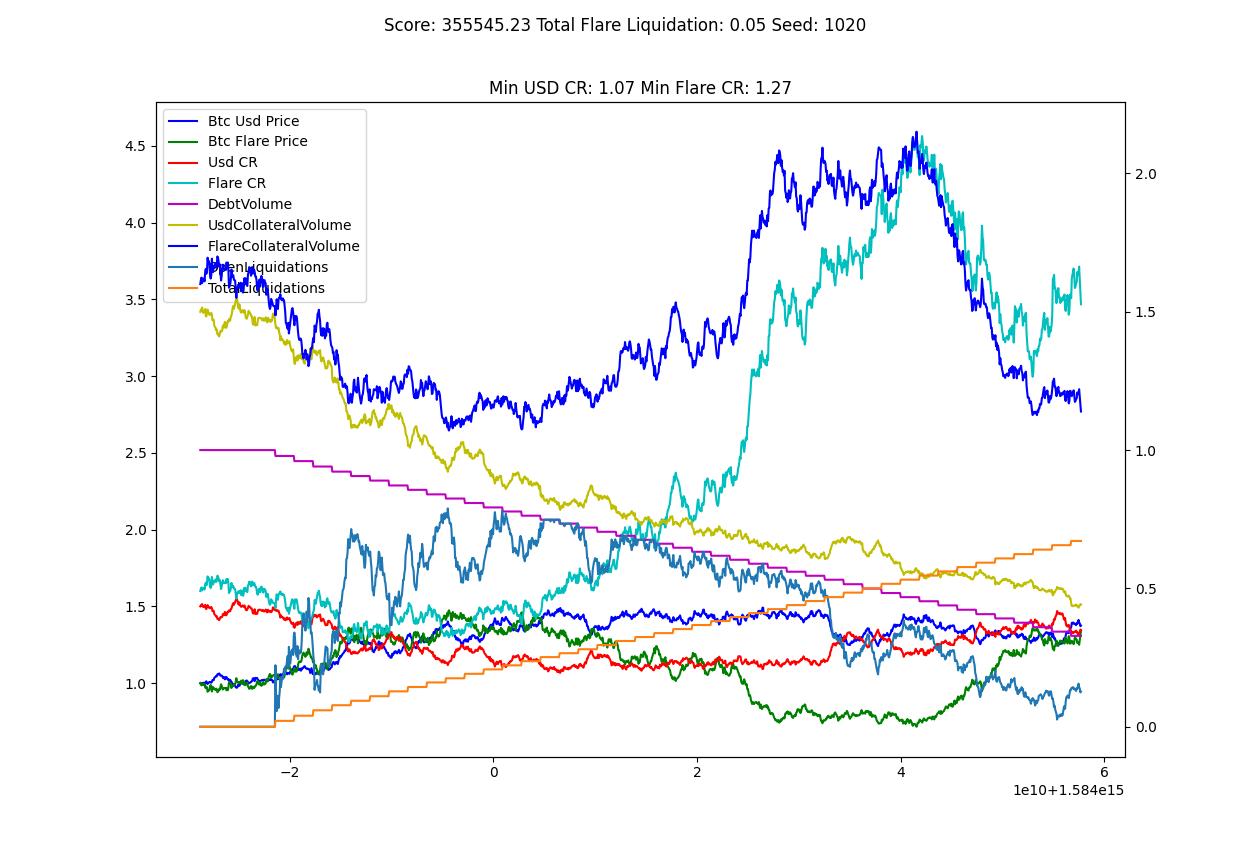 Score: 355545.23 Total Flare Liquidation: 0.05 Seed: 1020
Min USD CR: 1.07 Min Flare CR: 1.27
Btc Usd Price
Btc Flare Price
Usd CR
Flare CR
DebtVolume
UsdCollateralVolume
FlareCollateralVolume
OpenLiquidations
TotalLiquidations
4.5
4.0
3.5
3.0
2.5
2.0
1.5
1.0
2.0
1.5
1.0
0.5
0.0
−2
0
2
4
6
1e10+1.584e15